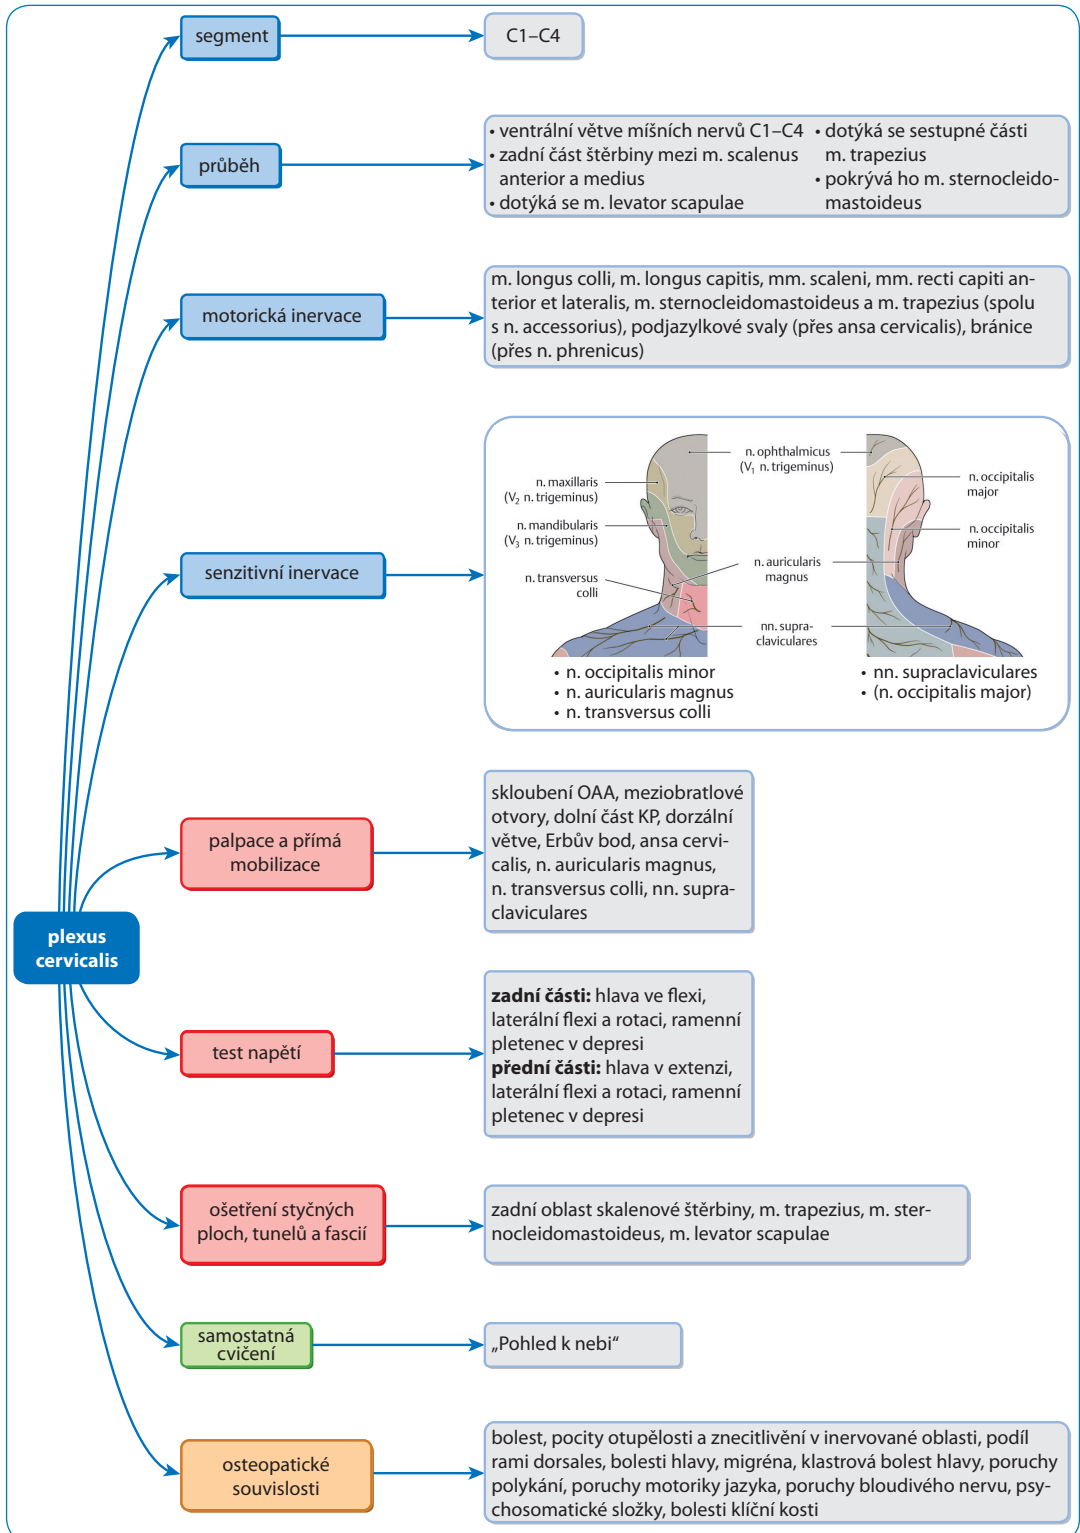 segment
C1–C4
průběh
• ventrální větve míšních nervů C1–C4
• zadní část štěrbiny mezi m. scalenus
anterior a medius
• dotýká se m. levator scapulae
• dotýká se sestupné části
m. trapezius
• pokrývá ho m. sternocleido-
mastoideus
motorická inervace
m. longus colli, m. longus capitis, mm. scaleni, mm. recti capiti an-
terior et lateralis, m. sternocleidomastoideus a m. trapezius (spolu
s n. accessorius), podjazylkové svaly (přes ansa cervicalis), bránice
(přes n. phrenicus)
senzitivní inervace
n. maxillaris
(V2 n. trigeminus)
n. mandibularis
(V3 n. trigeminus)
n. transversus
colli
n. ophthalmicus
(V1 n. trigeminus)
n. auricularis
magnus
nn. supra-
claviculares
n. occipitalis
major
n. occipitalis
minor
• n. occipitalis minor
• n. auricularis magnus
• n. transversus colli
• nn. supraclaviculares
• (n. occipitalis major)
palpace a přímá
mobilizace
skloubení OAA, meziobratlové
otvory, dolní část KP, dorzální
větve, Erbův bod, ansa cervi-
calis, n. auricularis magnus,
n. transversus colli, nn. supra-
claviculares
plexus
cervicalis
test napětí
zadní části: hlava ve flexi,
laterální flexi a rotaci, ramenní
pletenec v depresi
přední části: hlava v extenzi,
laterální flexi a rotaci, ramenní
pletenec v depresi
ošetření styčných
ploch, tunelů a fascií
zadní oblast skalenové štěrbiny, m. trapezius, m. ster-
nocleidomastoideus, m. levator scapulae
samostatná
cvičení
„Pohled k nebi“
osteopatické
souvislosti
bolest, pocity otupělosti a znecitlivění v inervované oblasti, podíl
rami dorsales, bolesti hlavy, migréna, klastrová bolest hlavy, poruchy
polykání, poruchy motoriky jazyka, poruchy bloudivého nervu, psy-
chosomatické složky, bolesti klíční kosti